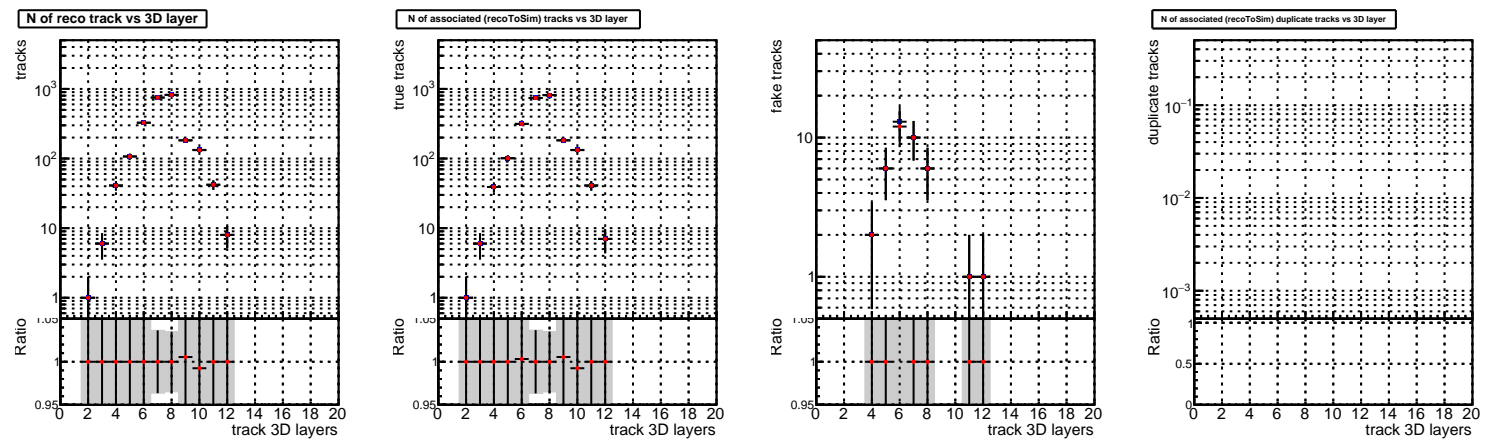 N of reco track vs 3D layer
tracks
10³
10²
10
1
1.05
Ratio
1
0.95
0 2 4 6 8 10 12 14 16 18 20
track 3D layers
N of associated (recoToSim) tracks vs 3D layer
true tracks
10³
10²
10
1
1.05
Ratio
1
0.95
0 2 4 6 8 10 12 14 16 18 20
track 3D layers
fake tracks
10
1
1.05
Ratio
1
0.95
0 2 4 6 8 10 12 14 16 18 20
track 3D layers
N of associated (recoToSim) duplicate tracks vs 3D layer
duplicate tracks
10⁻¹
10⁻²
10⁻³
1
Ratio
0.5
0
0 2 4 6 8 10 12 14 16 18 20
track 3D layers